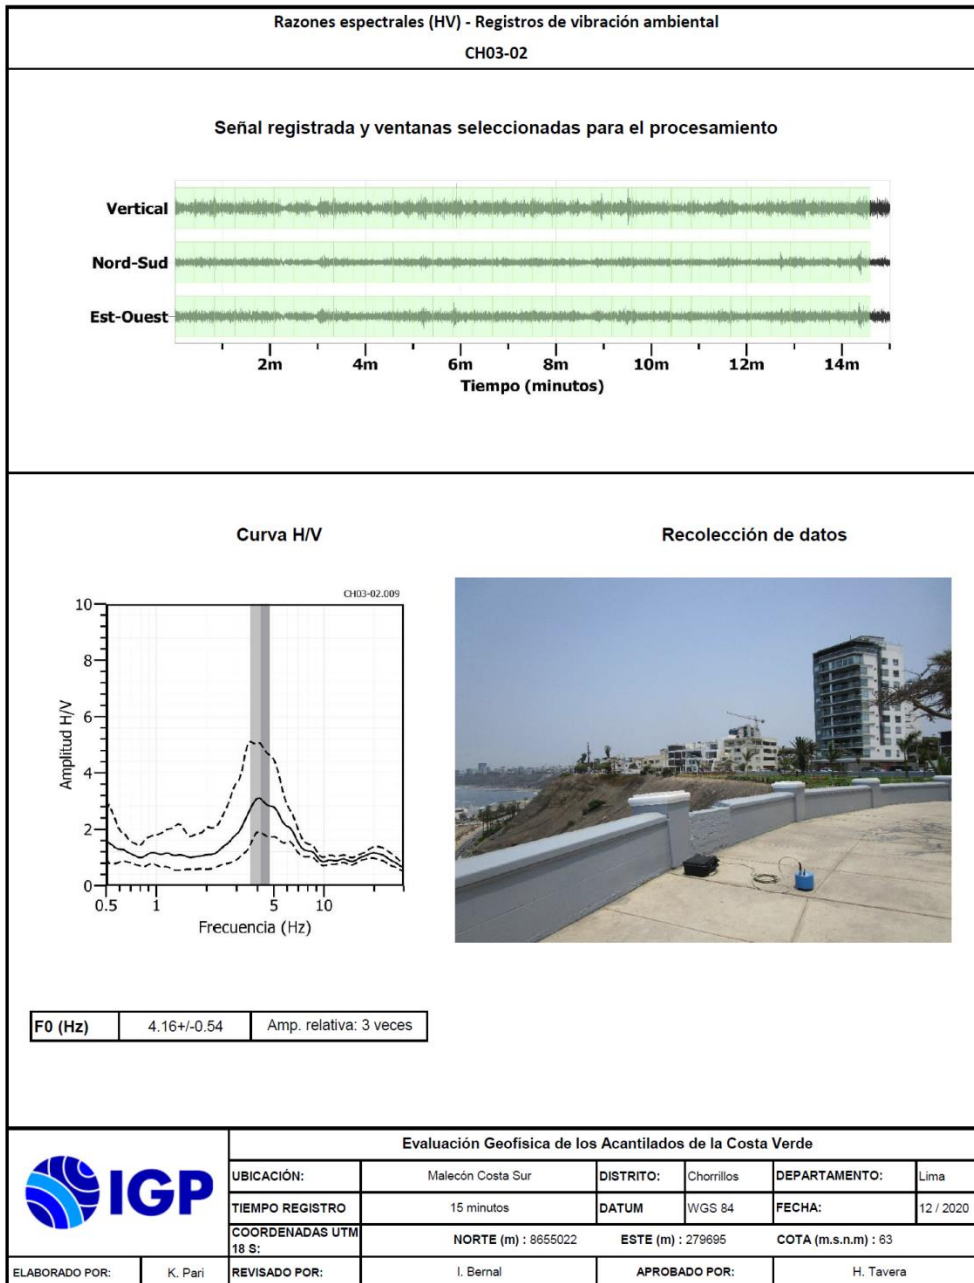 Razones espectrales (HV) - Registros de vibración ambiental
CH03-02
Señal registrada y ventanas seleccionadas para el procesamiento
Vertical
Nord-Sud
Est-Ouest
2m 4m 6m 8m 10m 12m 14m
Tiempo (minutos)
Curva H/V
Recolección de datos
CH03-02.009
10
8
6
4
2
0
Amplitud H/V
0.5 1 5 10
Frecuencia (Hz)
F0 (Hz) 4.16+/-0.54 Amp. relativa: 3 veces
IGP
Evaluación Geofísica de los Acantilados de la Costa Verde
UBICACIÓN: Malecón Costa Sur DISTRITO: Chorrillos DEPARTAMENTO: Lima
TIEMPO REGISTRO 15 minutos DATUM WGS 84 FECHA: 12 / 2020
COORDENADAS UTM
18 S: NORTE (m) : 8655022 ESTE (m) : 279695 COTA (m.s.n.m) : 63
ELABORADO POR: K. Pari REVISADO POR: I. Bernal APROBADO POR: H. Tavera